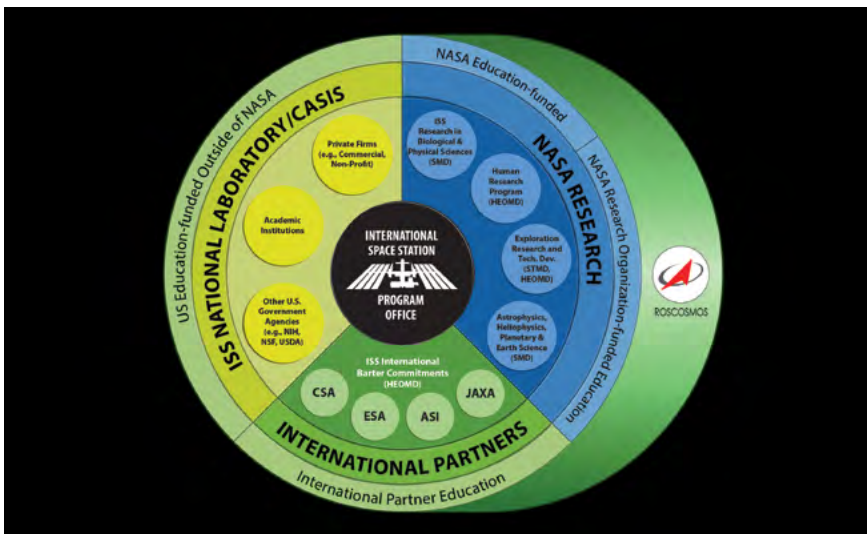 US Education-funded Outside of NASA
ISS NATIONAL LABORATORY/CASIS
Private Firms
(e.g., Commercial,
Non-Profit)
Academic
Institutions
Other U.S.
Government
Agencies
(e.g., NIH,
NSF, USDA)
INTERNATIONAL
SPACE STATION
PROGRAM
OFFICE
NASA Education-funded
NASA Research Organization-funded Education
NASA RESEARCH
ISS
Research in
Biological &
Physical Sciences
(SMD)
Human
Research
Program
(HEOMD)
Exploration
Research and
Tech. Dev.
(STMD,
HEOMD)
Astrophysics,
Heliophysics,
Planetary &
Earth Science
(SMD)
ISS International
Barter Commitments
(HEOMD)
CSA
ESA
ASI
JAXA
INTERNATIONAL PARTNERS
International Partner Education
ROSCOSMOS